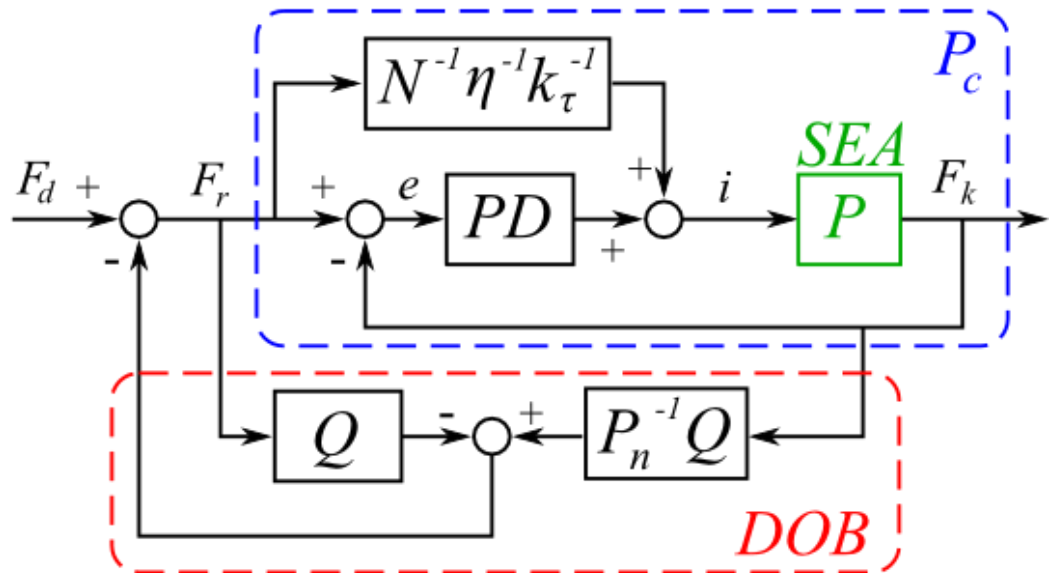 P_c
N^{-1} η^{-1} k_τ^{-1}
SEA
F_d + F_r + e PD + + i P F_k
- -
Q - + P_n^{-1} Q
DOB